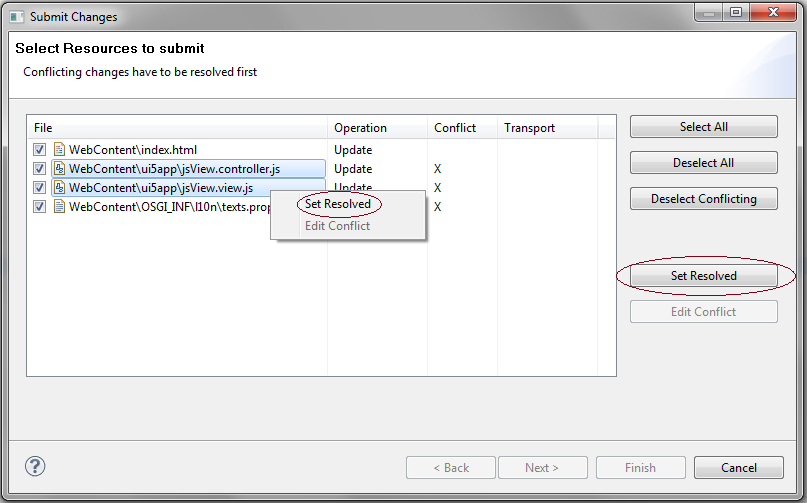 Submit Changes
Select Resources to submit
Conflicting changes have to be resolved first
File Operation Conflict Transport
WebContent\index.html Update
WebContent\ui5app\jsView.controller.js Update X
WebContent\ui5app\jsView.view.js Update X
WebContent\OSGI_INF\l10n\texts.prop X
Set Resolved
Edit Conflict
Select All
Deselect All
Deselect Conflicting
Set Resolved
Edit Conflict
?
< Back Next > Finish Cancel